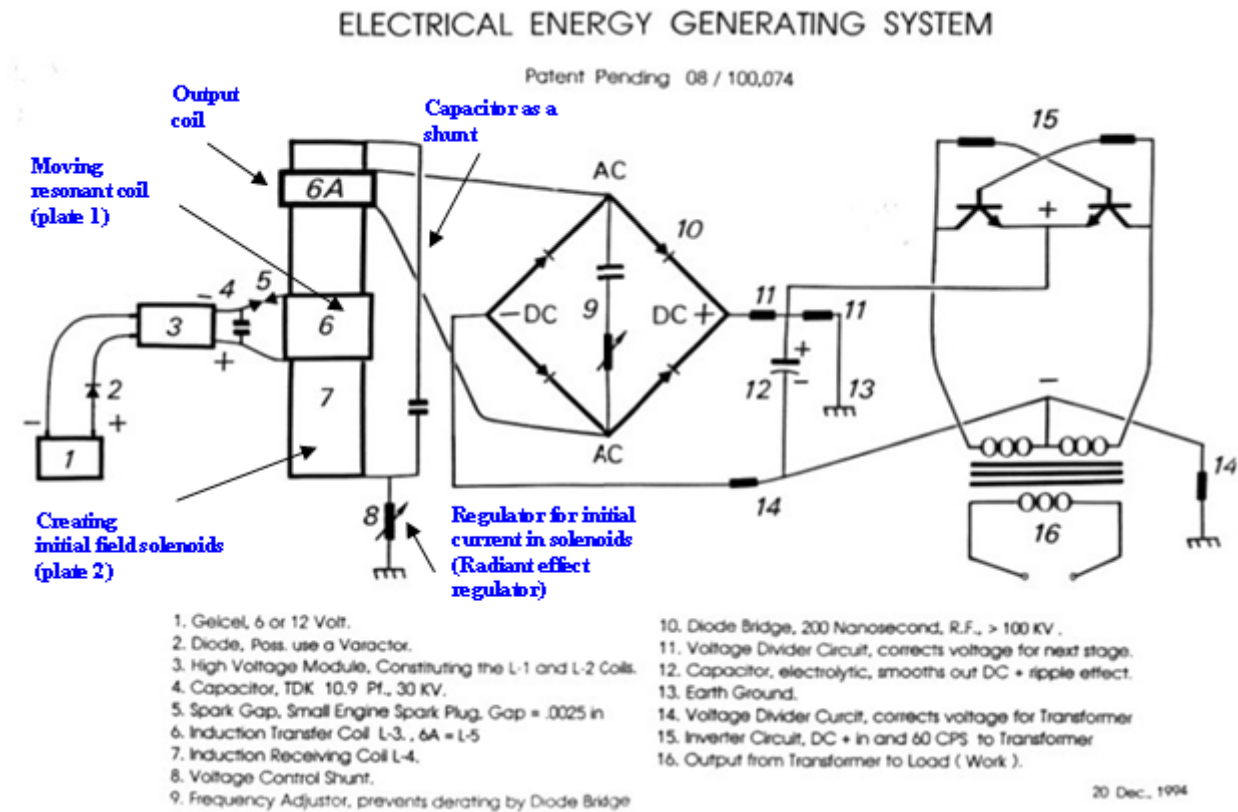 ELECTRICAL ENERGY GENERATING SYSTEM
Patent Pending 08 / 100,074
Output
coil
Capacitor as a
shunt
Moving
resonant coil
(plate 1)
15
6A
AC
10
+
4
5
-
3
6
-DC
9
DC+
11
11
+
2
7
12
+
-
13
-
-
+
1
AC
14
14
8
16
Creating
initial field solenoids
(plate 2)
Regulator for initial
current in solenoids
(Radiant effect
regulator)
1. Gelcel, 6 or 12 Volt.
2. Diode, Poss. use a Varactor.
3. High Voltage Module, Constituting the L-1 and L-2 Coils.
4. Capacitor, TDK 10.9 Pf., 30 KV.
5. Spark Gap, Small Engine Spark Plug, Gap = .0025 in
6. Induction Transfer Coil L-3. , 6A = L-5
7. Induction Receiving Coil L-4.
8. Voltage Control Shunt.
9. Frequency Adjustor, prevents derating by Diode Bridge
10. Diode Bridge, 200 Nanosecond, R.F., > 100 KV .
11. Voltage Divider Circuit, corrects voltage for next stage.
12. Capacitor, electrolytic, smooths out DC + ripple effect.
13. Earth Ground.
14. Voltage Divider Curcit, corrects voltage for Transformer
15. Inverter Circuit, DC + in and 60 CPS to Transformer
16. Output from Transformer to Load ( Work ).
20 Dec., 1994